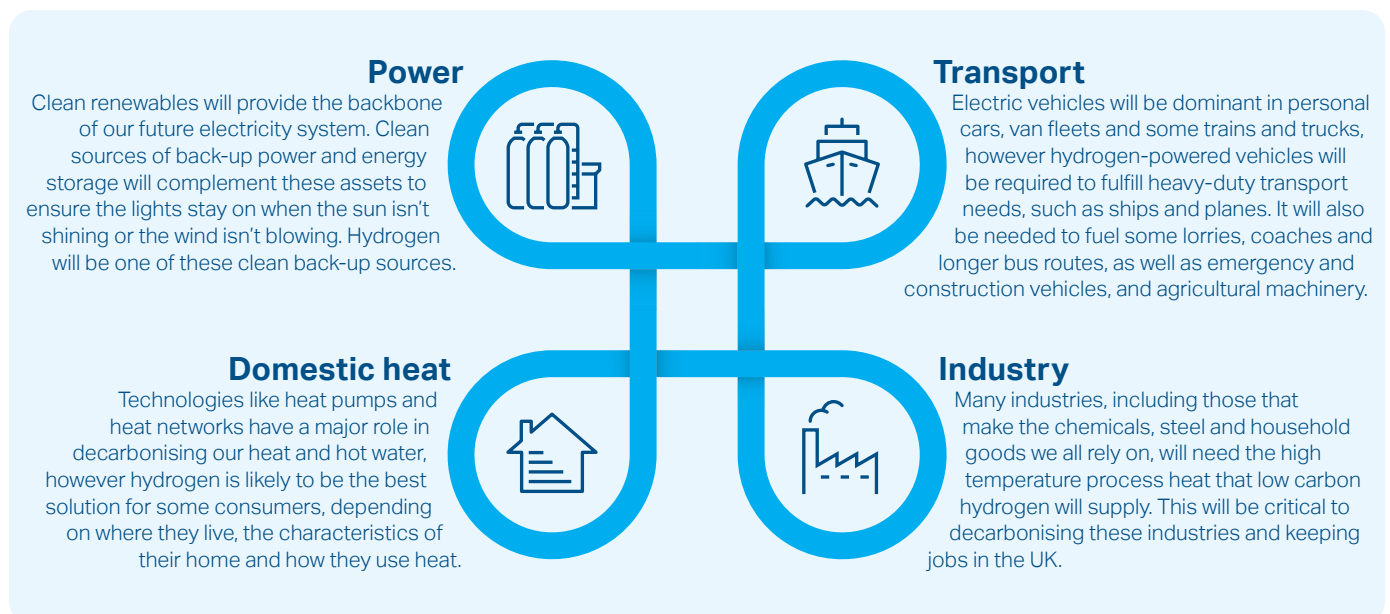 Power
Clean renewables will provide the backbone
of our future electricity system. Clean
sources of back-up power and energy
storage will complement these assets to
ensure the lights stay on when the sun isn’t
shining or the wind isn’t blowing. Hydrogen
will be one of these clean back-up sources.
Transport
Electric vehicles will be dominant in personal
cars, van fleets and some trains and trucks,
however hydrogen-powered vehicles will
be required to fulfill heavy-duty transport
needs, such as ships and planes. It will also
be needed to fuel some lorries, coaches and
longer bus routes, as well as emergency and
construction vehicles, and agricultural machinery.
Domestic heat
Technologies like heat pumps and
heat networks have a major role in
decarbonising our heat and hot water,
however hydrogen is likely to be the best
solution for some consumers, depending
on where they live, the characteristics of
their home and how they use heat.
Industry
Many industries, including those that
make the chemicals, steel and household
goods we all rely on, will need the high
temperature process heat that low carbon
hydrogen will supply. This will be critical to
decarbonising these industries and keeping
jobs in the UK.